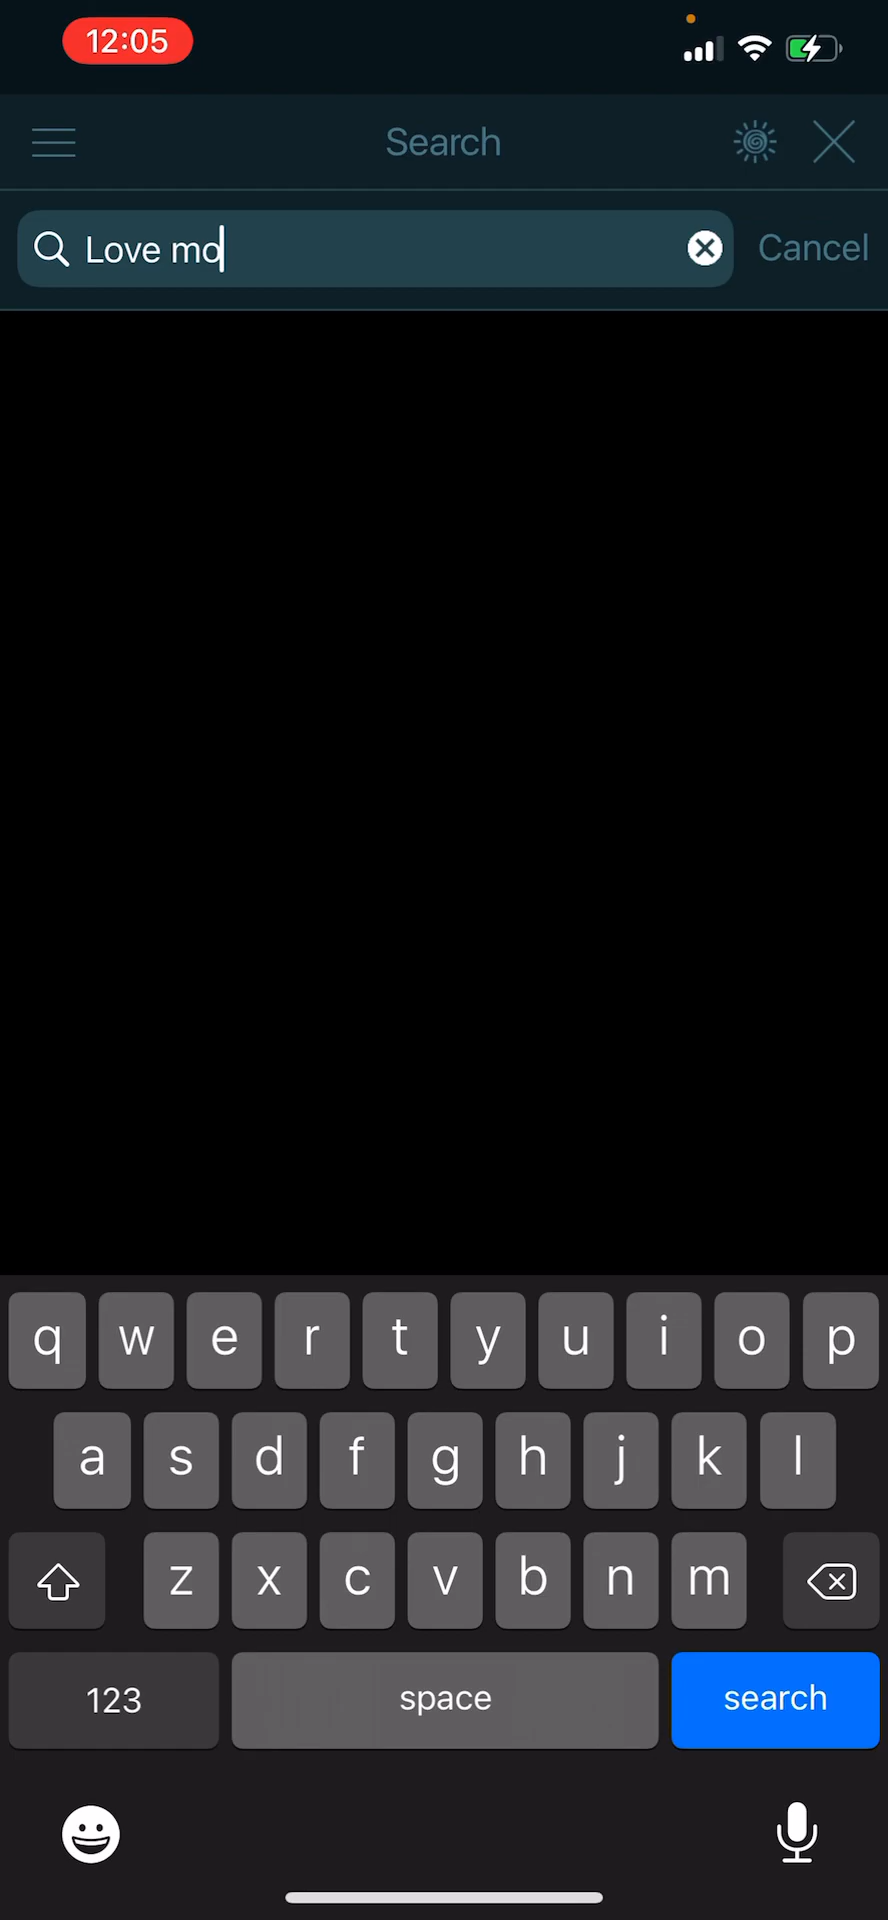 12:05
Search
Love mo
Cancel
q w e r t y u i o p
a s d f g h j k l
z x c v b n m
123 space search